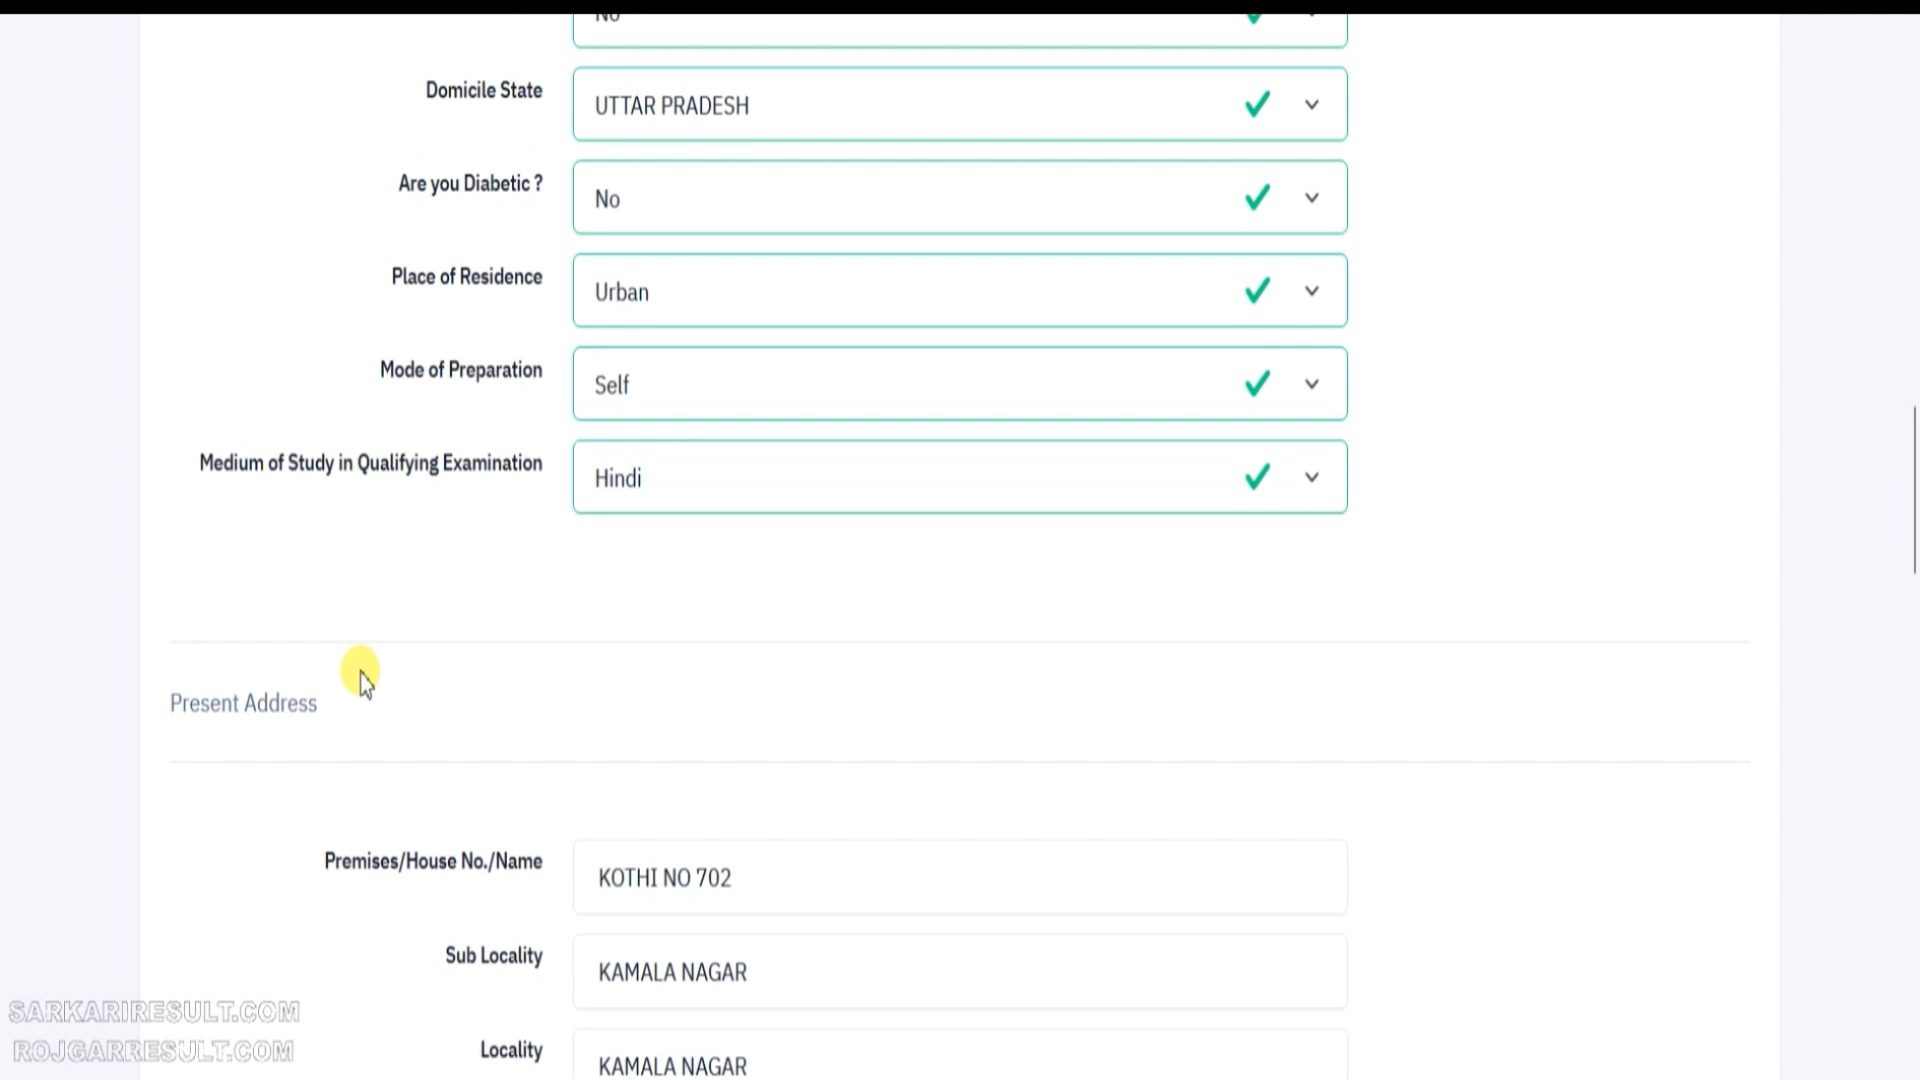 No
Domicile State
UTTAR PRADESH
Are you Diabetic ?
No
Place of Residence
Urban
Mode of Preparation
Self
Medium of Study in Qualifying Examination
Hindi
Present Address
Premises/House No./Name
KOTHI NO 702
Sub Locality
KAMALA NAGAR
Locality
KAMALA NAGAR
SARKARIRESULT.COM
ROJGARRESULT.COM